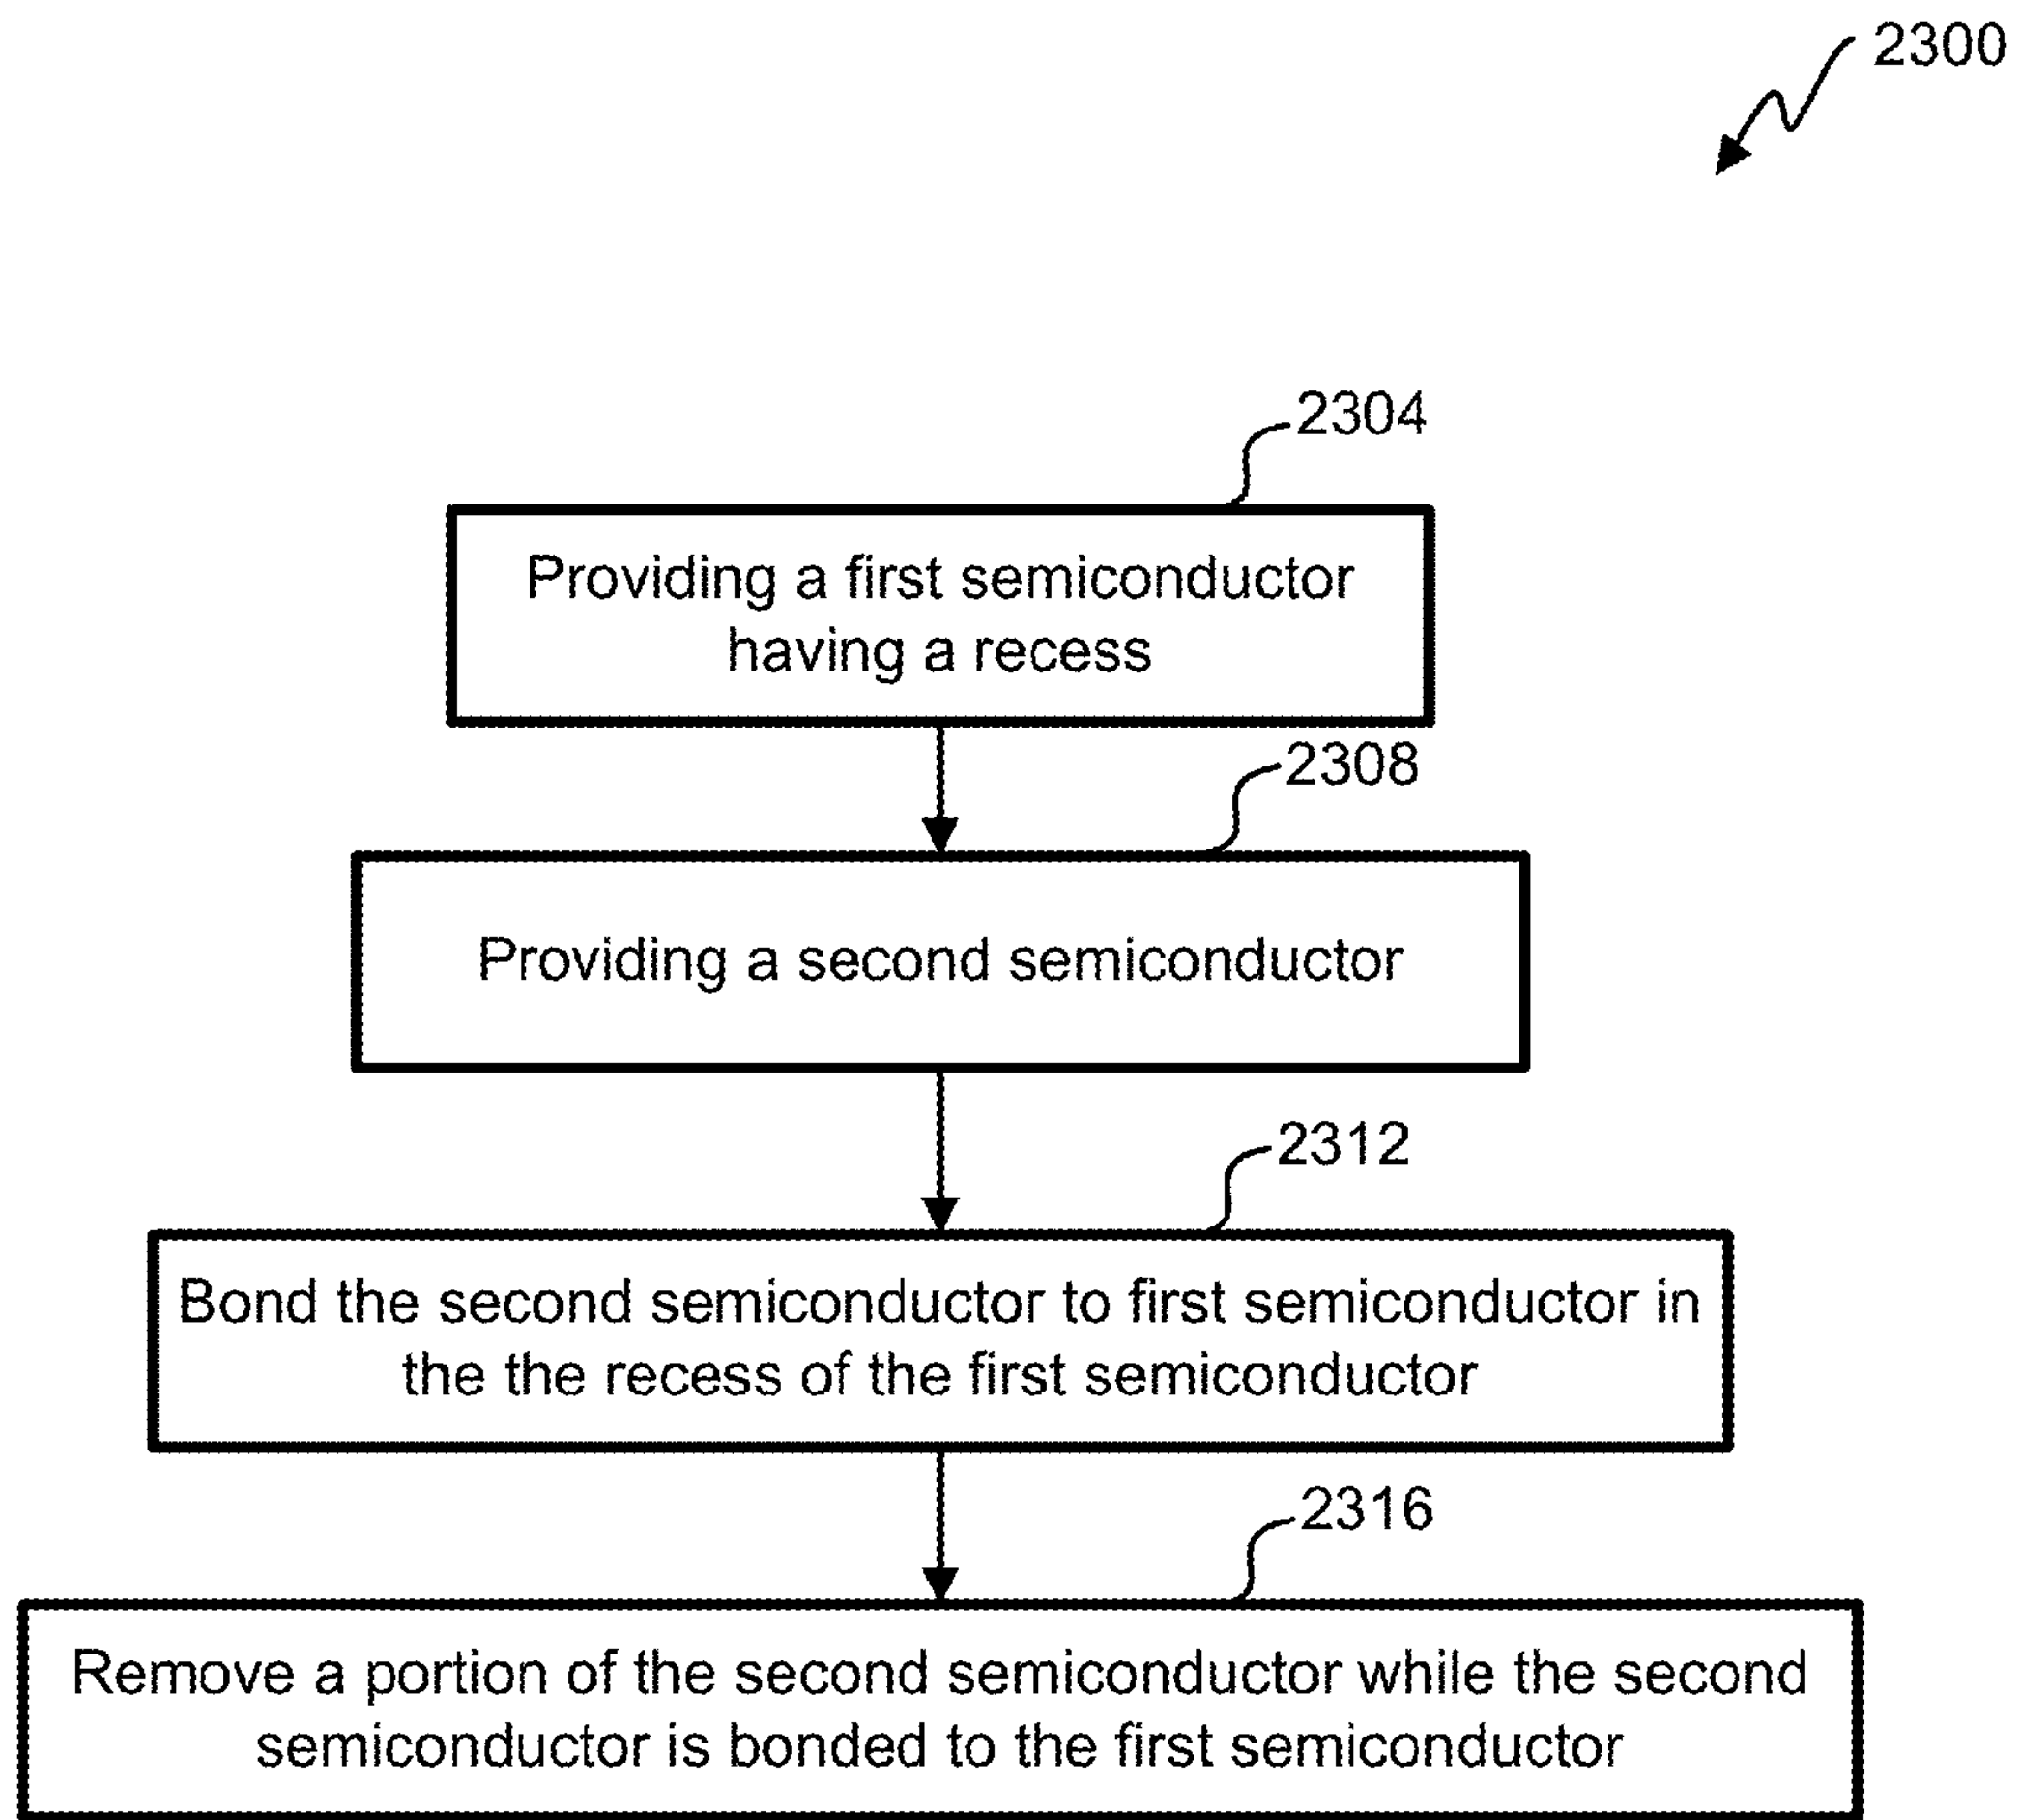 2300
2304
Providing a first semiconductor
having a recess
2308
Providing a second semiconductor
2312
Bond the second semiconductor to first semiconductor in
the the recess of the first semiconductor
2316
Remove a portion of the second semiconductor while the second
semiconductor is bonded to the first semiconductor